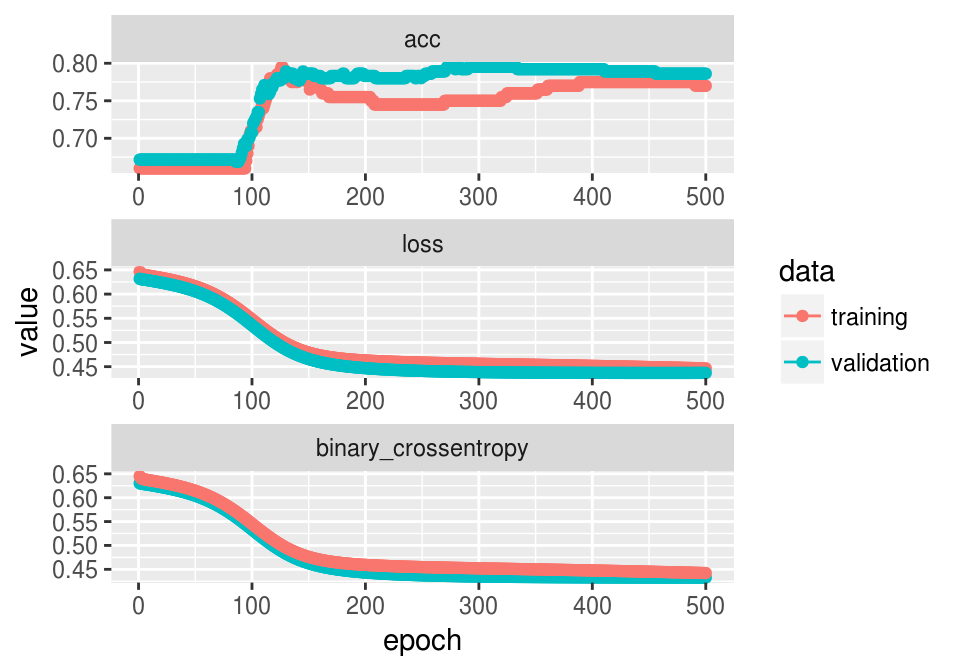 acc
0.80
0.75
0.70
0 100 200 300 400 500
loss
0.65
0.60
0.55
0.50
0.45
0 100 200 300 400 500
binary_crossentropy
0.65
0.60
0.55
0.50
0.45
0 100 200 300 400 500
epoch
value
data
training
validation